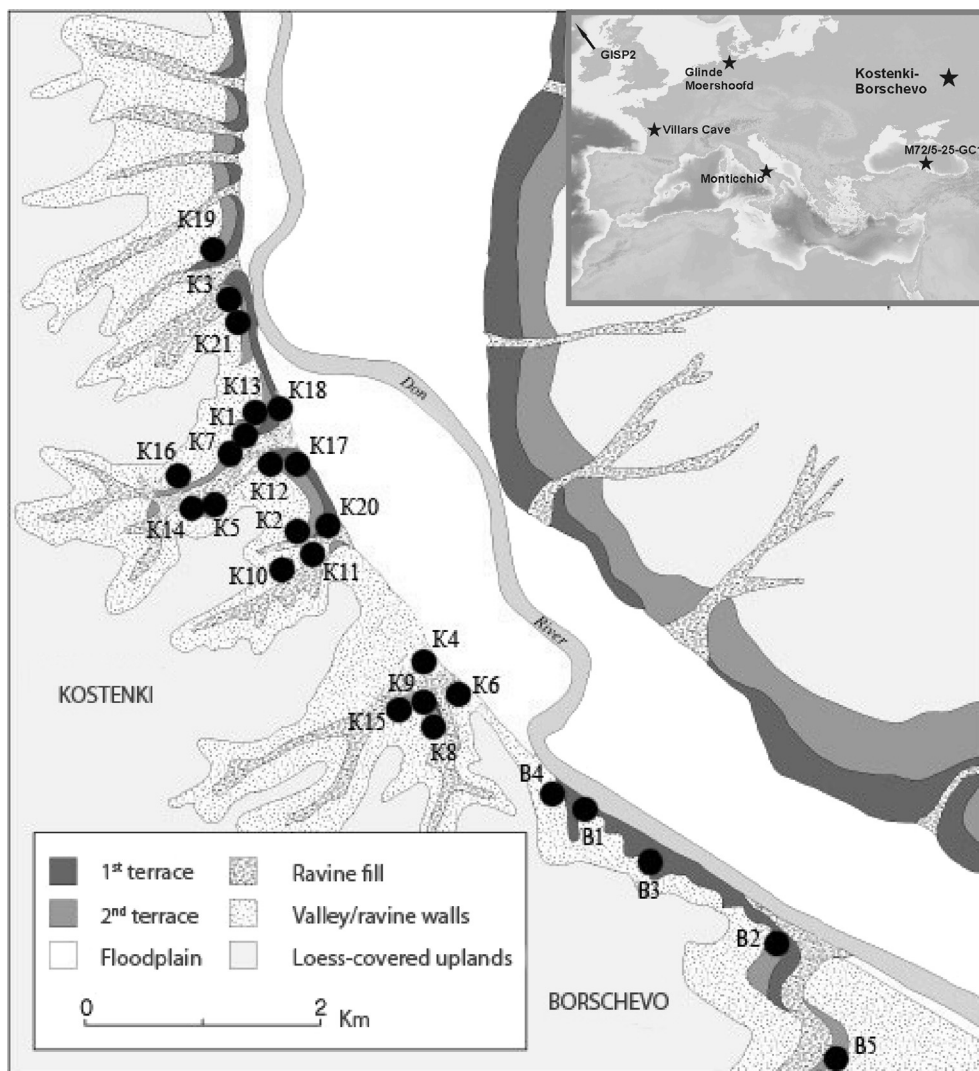 GISP2
Glinde
Moershoofd
Kostenki-
Borschevo
Villars Cave
M72/5-25-GC1
Monticchio
K19
K3
K21
K13
K18
K1
K7
K17
K16
K12
K14
K5
K2
K20
K10
K11
Don
River
K4
K9
K6
K15
K8
KOSTENKI
B4
B1
B3
B2
B5
BORSCHEVO
1st terrace
Ravine fill
2nd terrace
Valley/ravine walls
Floodplain
Loess-covered uplands
0
2
Km